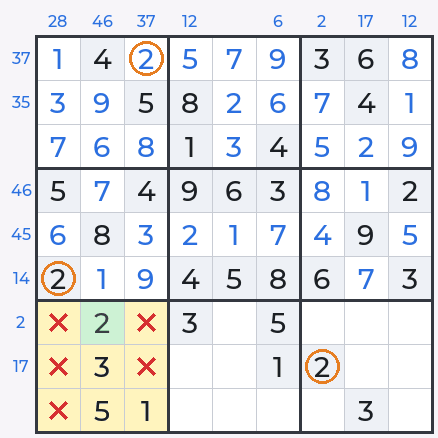 28 46 37 12 6 2 17 12
37 1 4 2 5 7 9 3 6 8
35 3 9 5 8 2 6 7 4 1
7 6 8 1 3 4 5 2 9
46 5 7 4 9 6 3 8 1 2
45 6 8 3 2 1 7 4 9 5
14 2 1 9 4 5 8 6 7 3
2 2 3 5
17 3 1 2
5 1 3